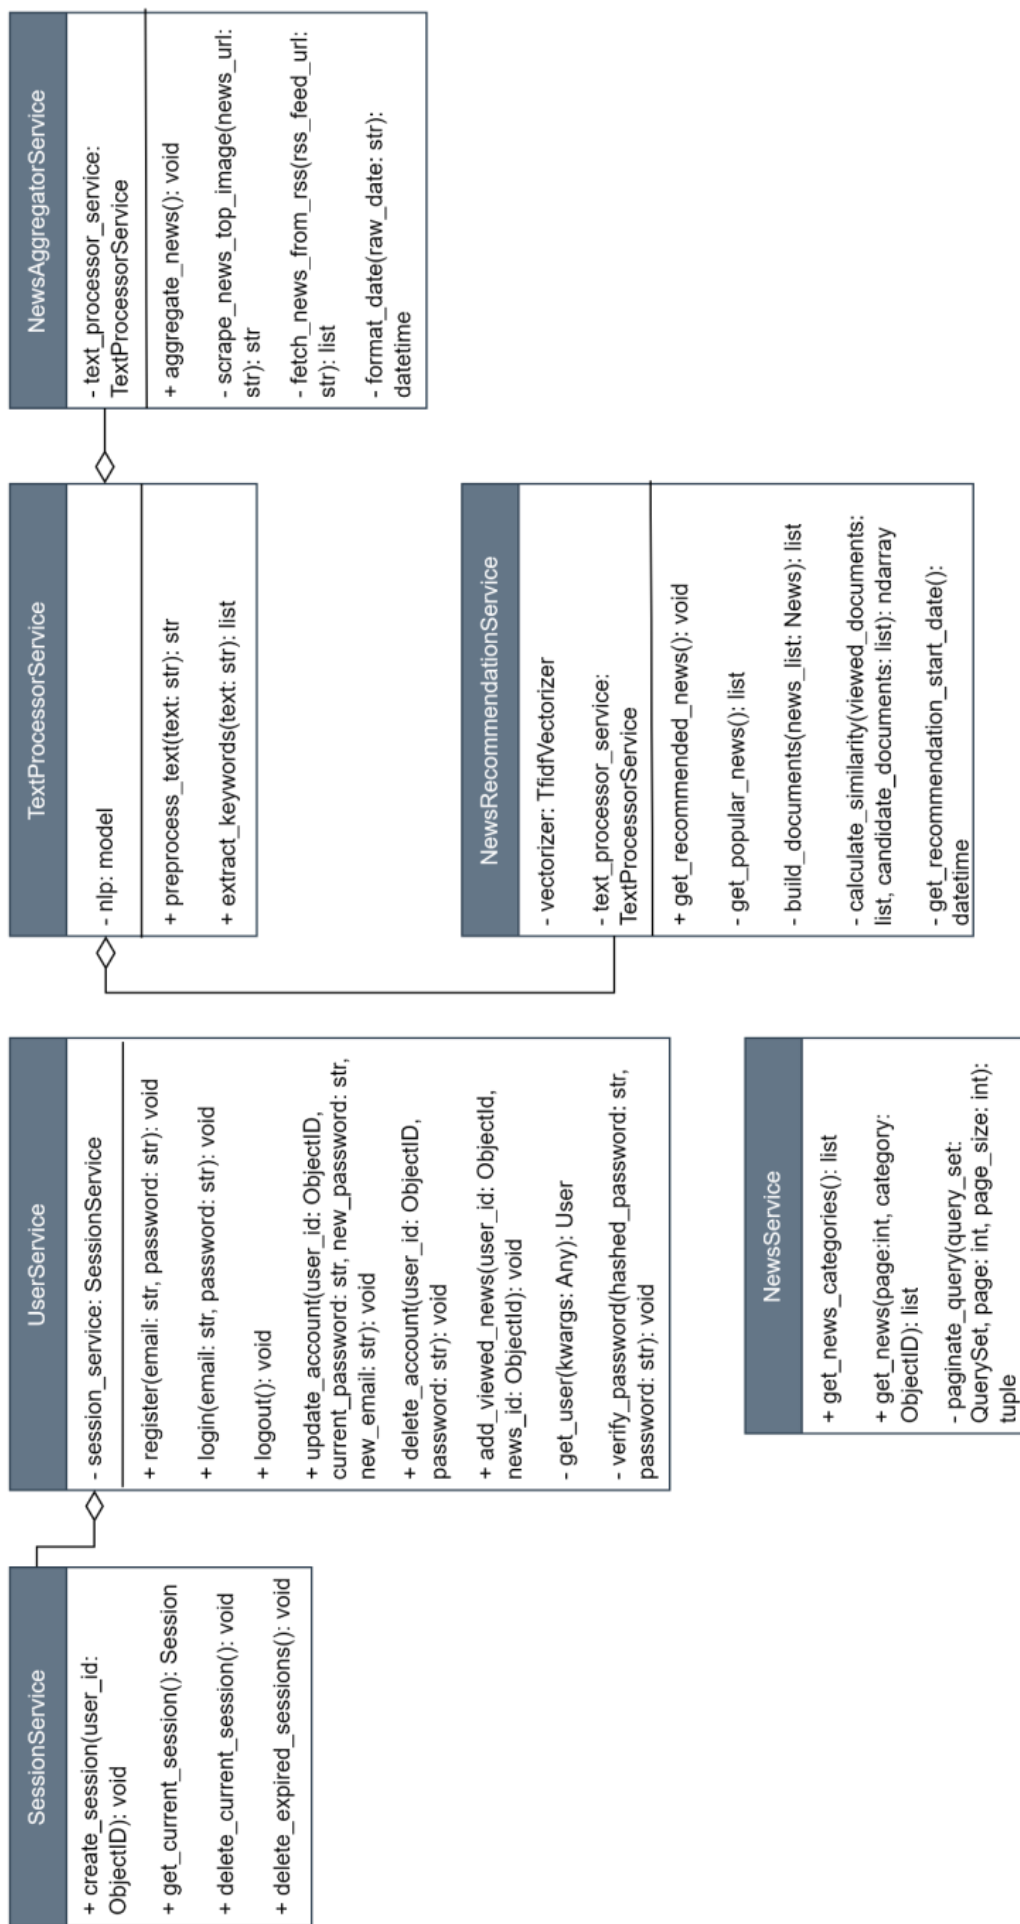 SessionService
+ create_session(user_id:
ObjectID): void
+ get_current_session(): Session
+ delete_current_session(): void
+ delete_expired_sessions(): void
UserService
- session_service: SessionService
+ register(email: str, password: str): void
+ login(email: str, password: str): void
+ logout(): void
+ update_account(user_id: ObjectID,
current_password: str, new_password: str,
new_email: str): void
+ delete_account(user_id: ObjectID,
password: str): void
+ add_viewed_news(user_id: ObjectId,
news_id: ObjectId): void
- get_user(kwargs: Any): User
- verify_password(hashed_password: str,
password: str): void
TextProcessorService
- nlp: model
+ preprocess_text(text: str): str
+ extract_keywords(text: str): list
NewsAggregatorService
- text_processor_service:
TextProcessorService
+ aggregate_news(): void
- scrape_news_top_image(news_url:
str): str
- fetch_news_from_rss(rss_feed_url:
str): list
- format_date(raw_date: str):
datetime
NewsService
+ get_news_categories(): list
+ get_news(page:int, category:
ObjectID): list
- paginate_query(query_set:
QuerySet, page: int, page_size: int):
tuple
NewsRecommendationService
- vectorizer: TfidfVectorizer
- text_processor_service:
TextProcessorService
+ get_recommended_news(): void
- get_popular_news(): list
- build_documents(news_list: News): list
- calculate_similarity(viewed_documents:
list, candidate_documents: list): ndarray
- get_recommendation_start_date():
datetime